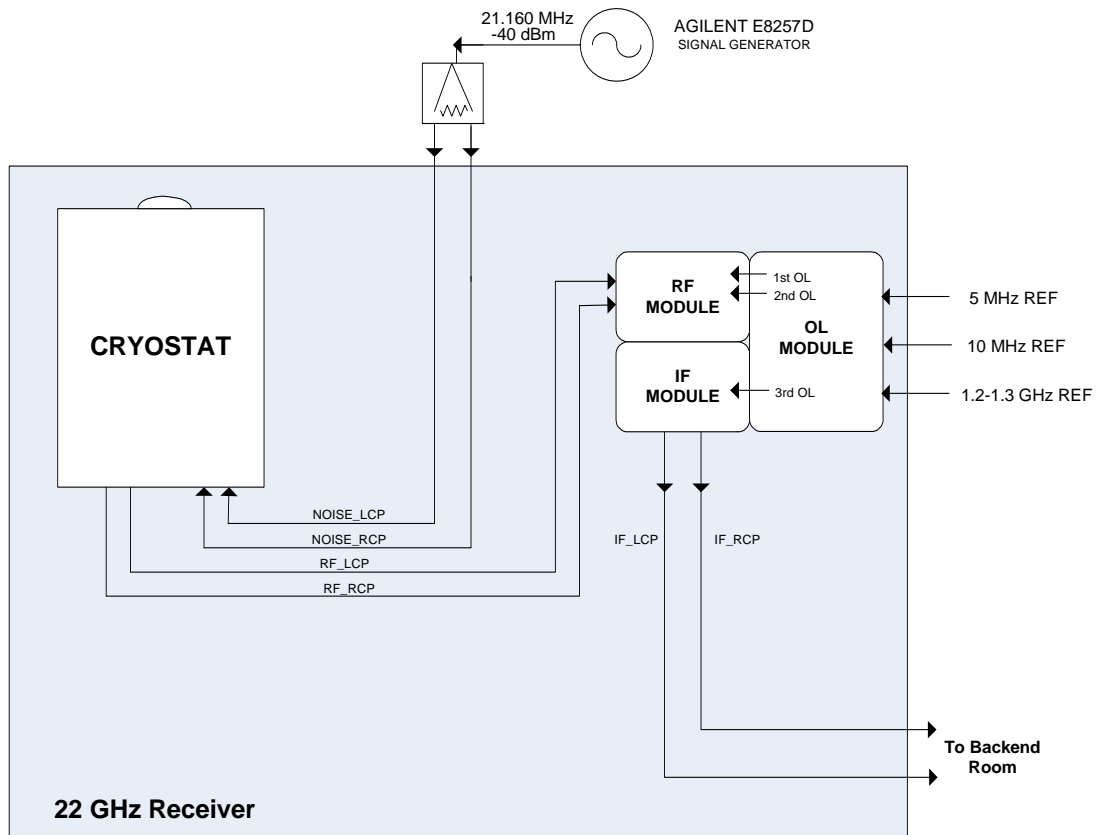 21.160 MHz
-40 dBm
AGILENT E8257D
SIGNAL GENERATOR
CRYOSTAT
RF
MODULE
1st OL
2nd OL
OL
MODULE
IF
MODULE
3rd OL
5 MHz REF
10 MHz REF
1.2-1.3 GHz REF
NOISE_LCP
NOISE_RCP
RF_LCP
RF_RCP
IF_LCP
IF_RCP
To Backend
Room
22 GHz Receiver